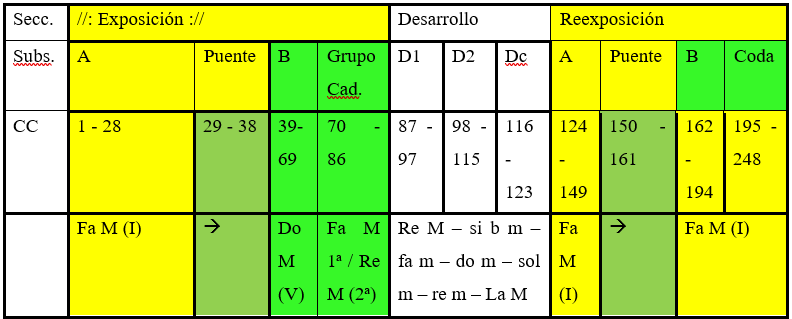 Secc. //: Exposición :// Desarrollo Reexposición
Subs. A Puente B Grupo D1 D2 Dc A Puente B Coda
Cad.
CC 1 - 28 29 - 38 39- 70 - 87 - 98 - 116 124 150 - 162 195 -
69 86 97 115 - - 161 - 248
123 149 194
Fa M (I) → Do Fa M Re M – si b m – Fa → Fa M (I)
M 1ª / Re fa m – do m – sol M
(V) M (2ª) m – re m – La M (I)